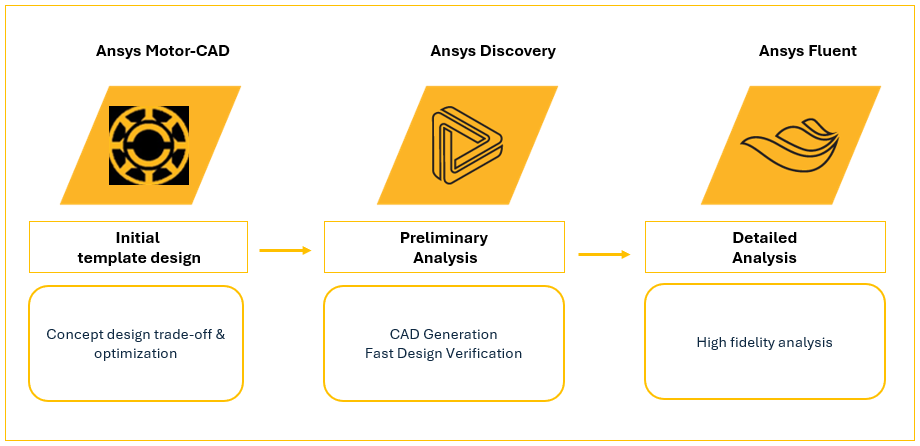 Ansys Motor-CAD
Ansys Discovery
Ansys Fluent
Initial
template design
Preliminary
Analysis
Detailed
Analysis
Concept design trade-off &
optimization
CAD Generation
Fast Design Verification
High fidelity analysis